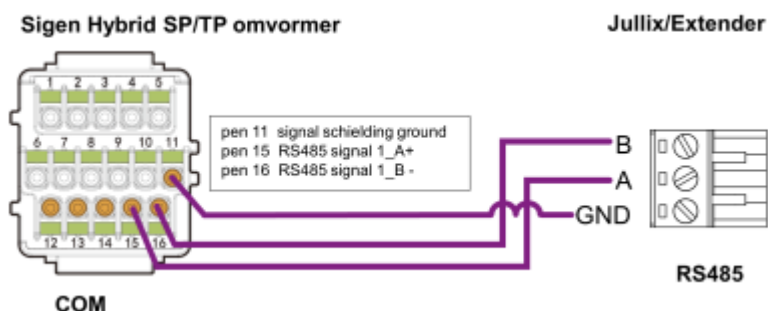 Sigen Hybrid SP/TP omvormer
Jullix/Extender
1 2 3 4 5
6 7 8 9 10 11
12 13 14 15 16
pen 11 signal schielding ground
pen 15 RS485 signal 1_A+
pen 16 RS485 signal 1_B -
B
A
GND
RS485
COM